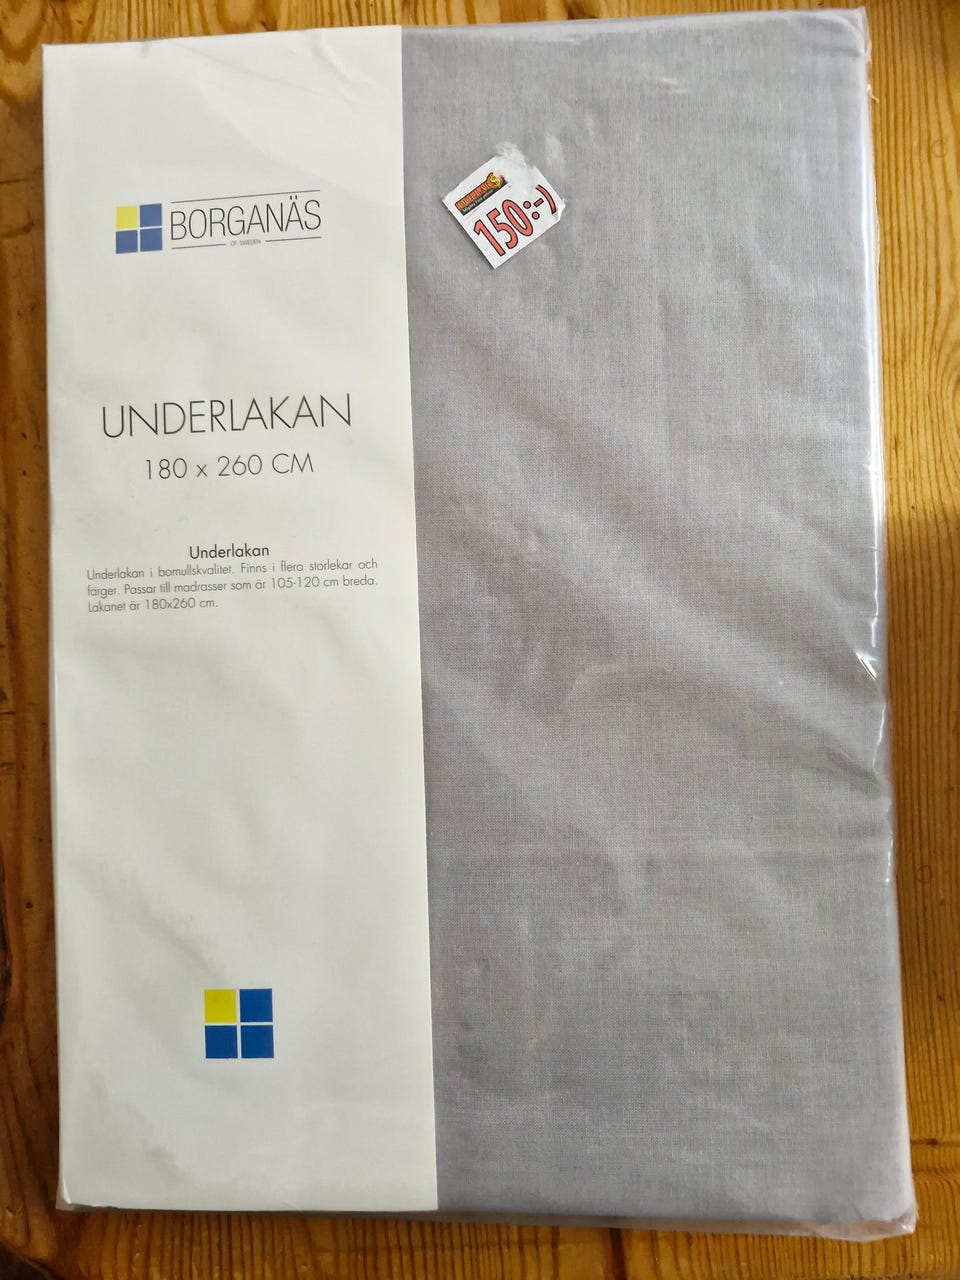 BORGANÄS
OF SWEDEN
150:-)
UNDERLAKAN
180 x 260 CM
Underlakan
Underlakan i bomullskvalitet. Finns i flera storlekar och
färger. Passar till madrasser som är 105-120 cm breda.
Lakanet är 180x260 cm.